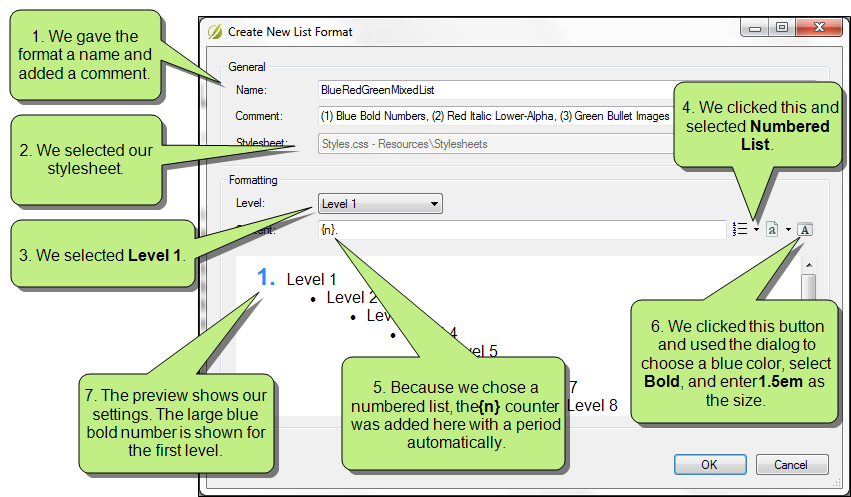 Create New List Format
1. We gave the
format a name and
added a comment.
General
Name:
BlueRedGreenMixedList
Comment:
(1) Blue Bold Numbers, (2) Red Italic Lower-Alpha, (3) Green Bullet Images
4. We clicked this and
selected Numbered
List.
Stylesheet:
Styles.css - Resources\Stylesheets
2. We selected our
stylesheet.
Formatting
Level:
Level 1
3. We selected Level 1.
{n}.
a
A
1. Level 1
• Level 2
• Lev
4
Level 5
7
Level 8
6. We clicked this button
and used the dialog to
choose a blue color, select
Bold, and enter 1.5em as
the size.
5. Because we chose a
numbered list, the {n} counter
was added here with a period
automatically.
7. The preview shows our
settings. The large blue
bold number is shown for
the first level.
OK
Cancel